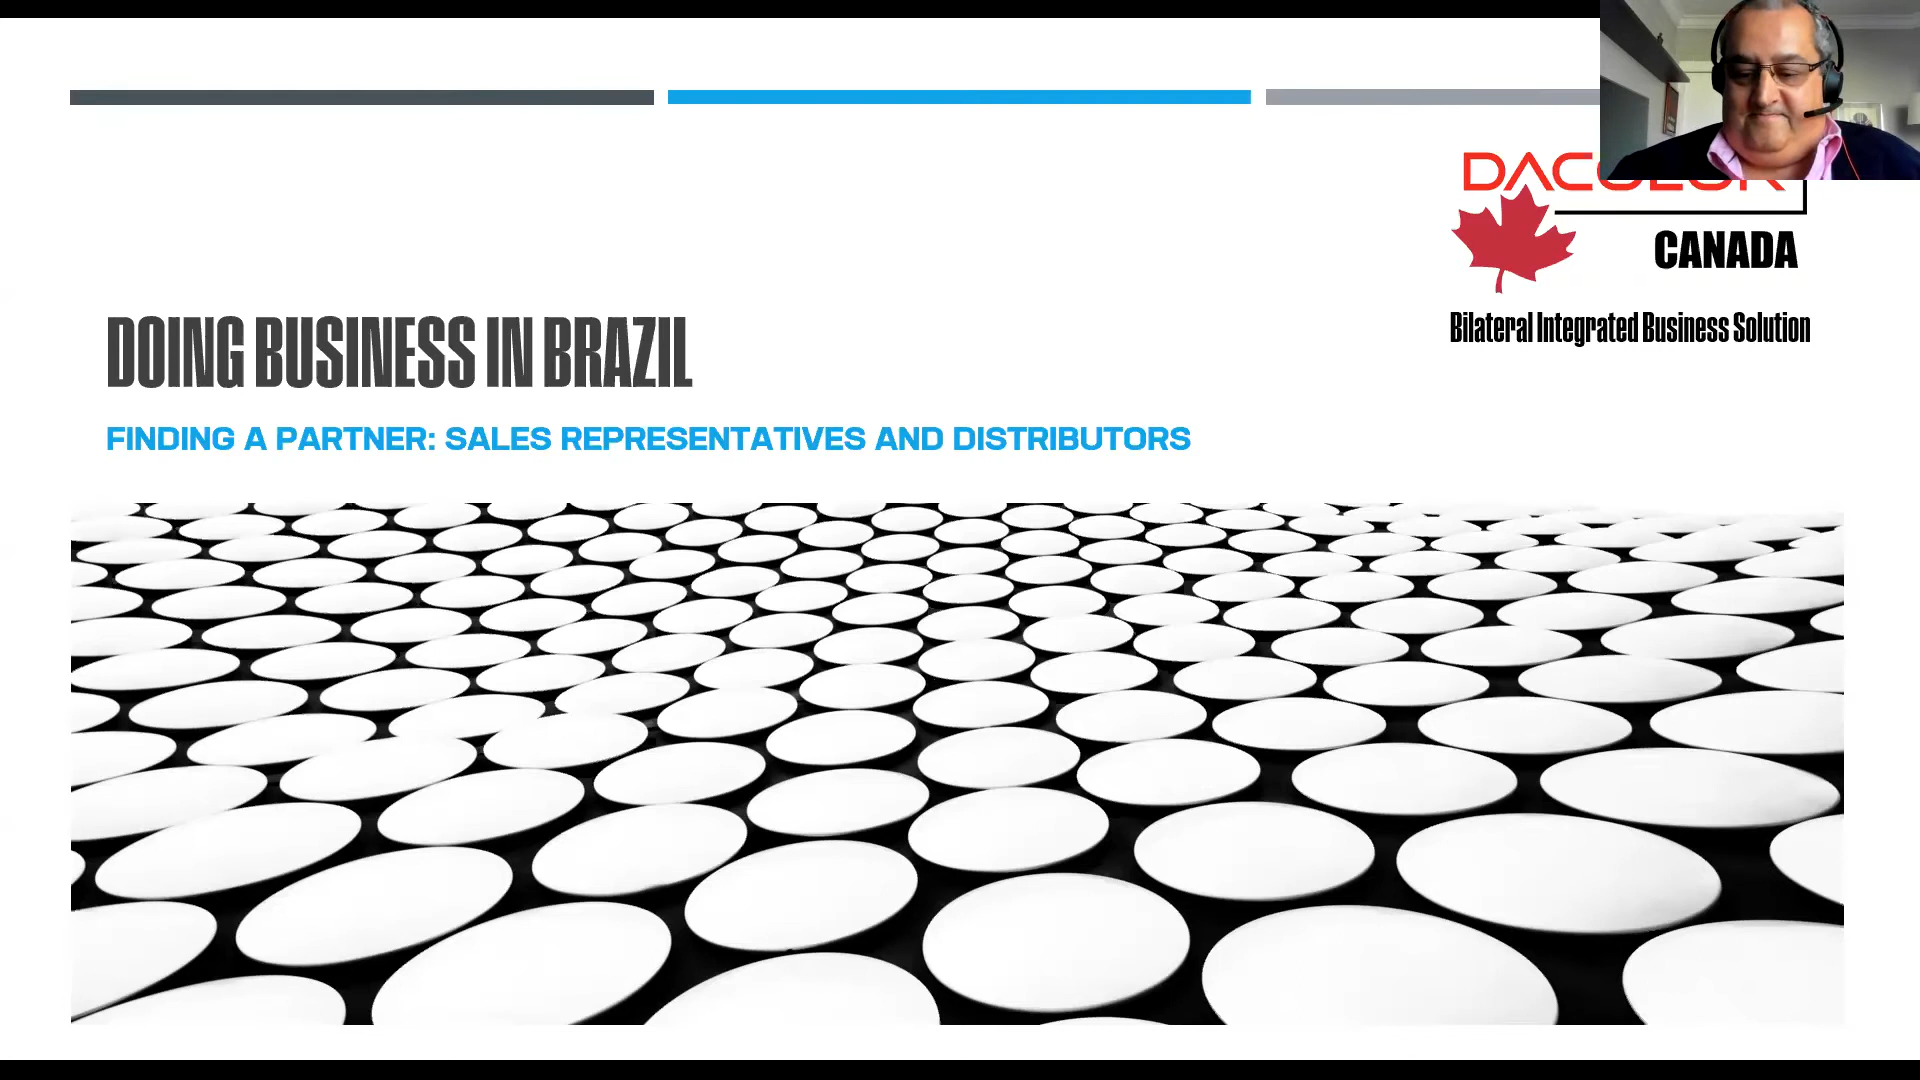 CANADA
Bilateral Integrated Business Solution
DOING BUSINESS IN BRAZIL
FINDING A PARTNER: SALES REPRESENTATIVES AND DISTRIBUTORS